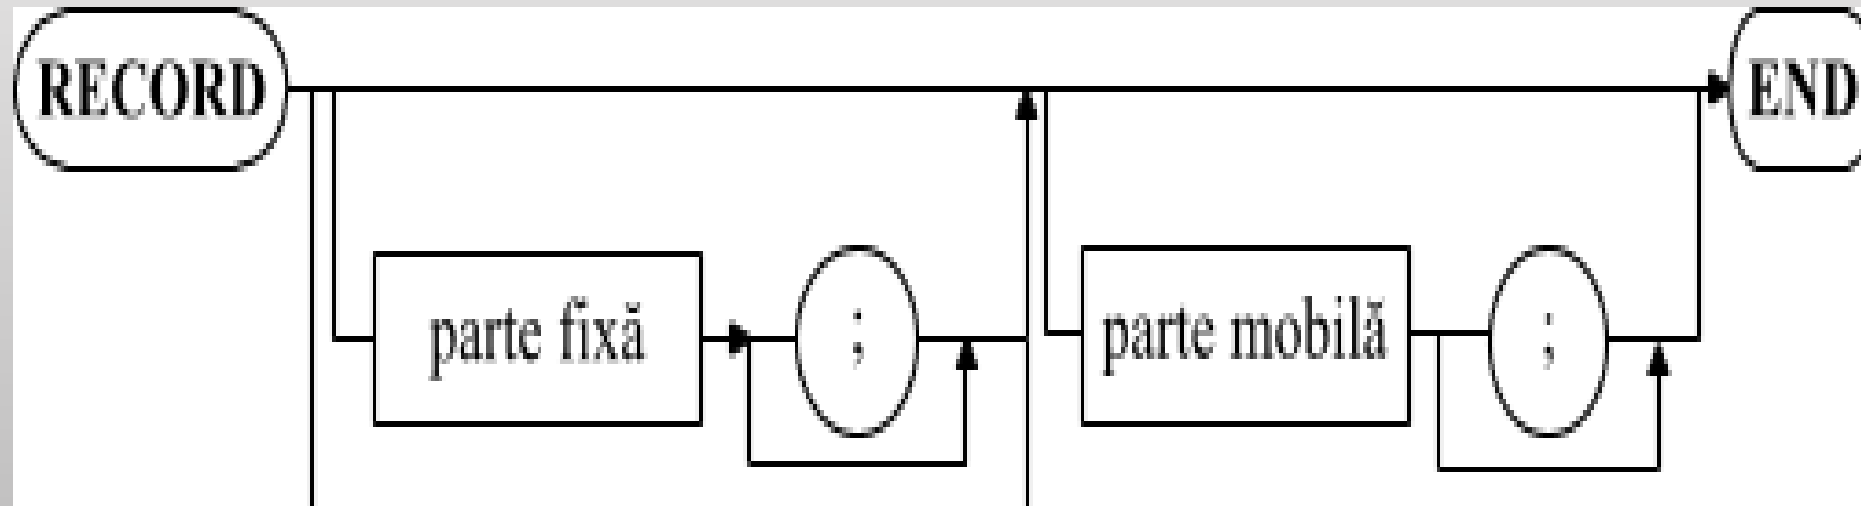 RECORD
END
parte fixă
;
parte mobilă
;